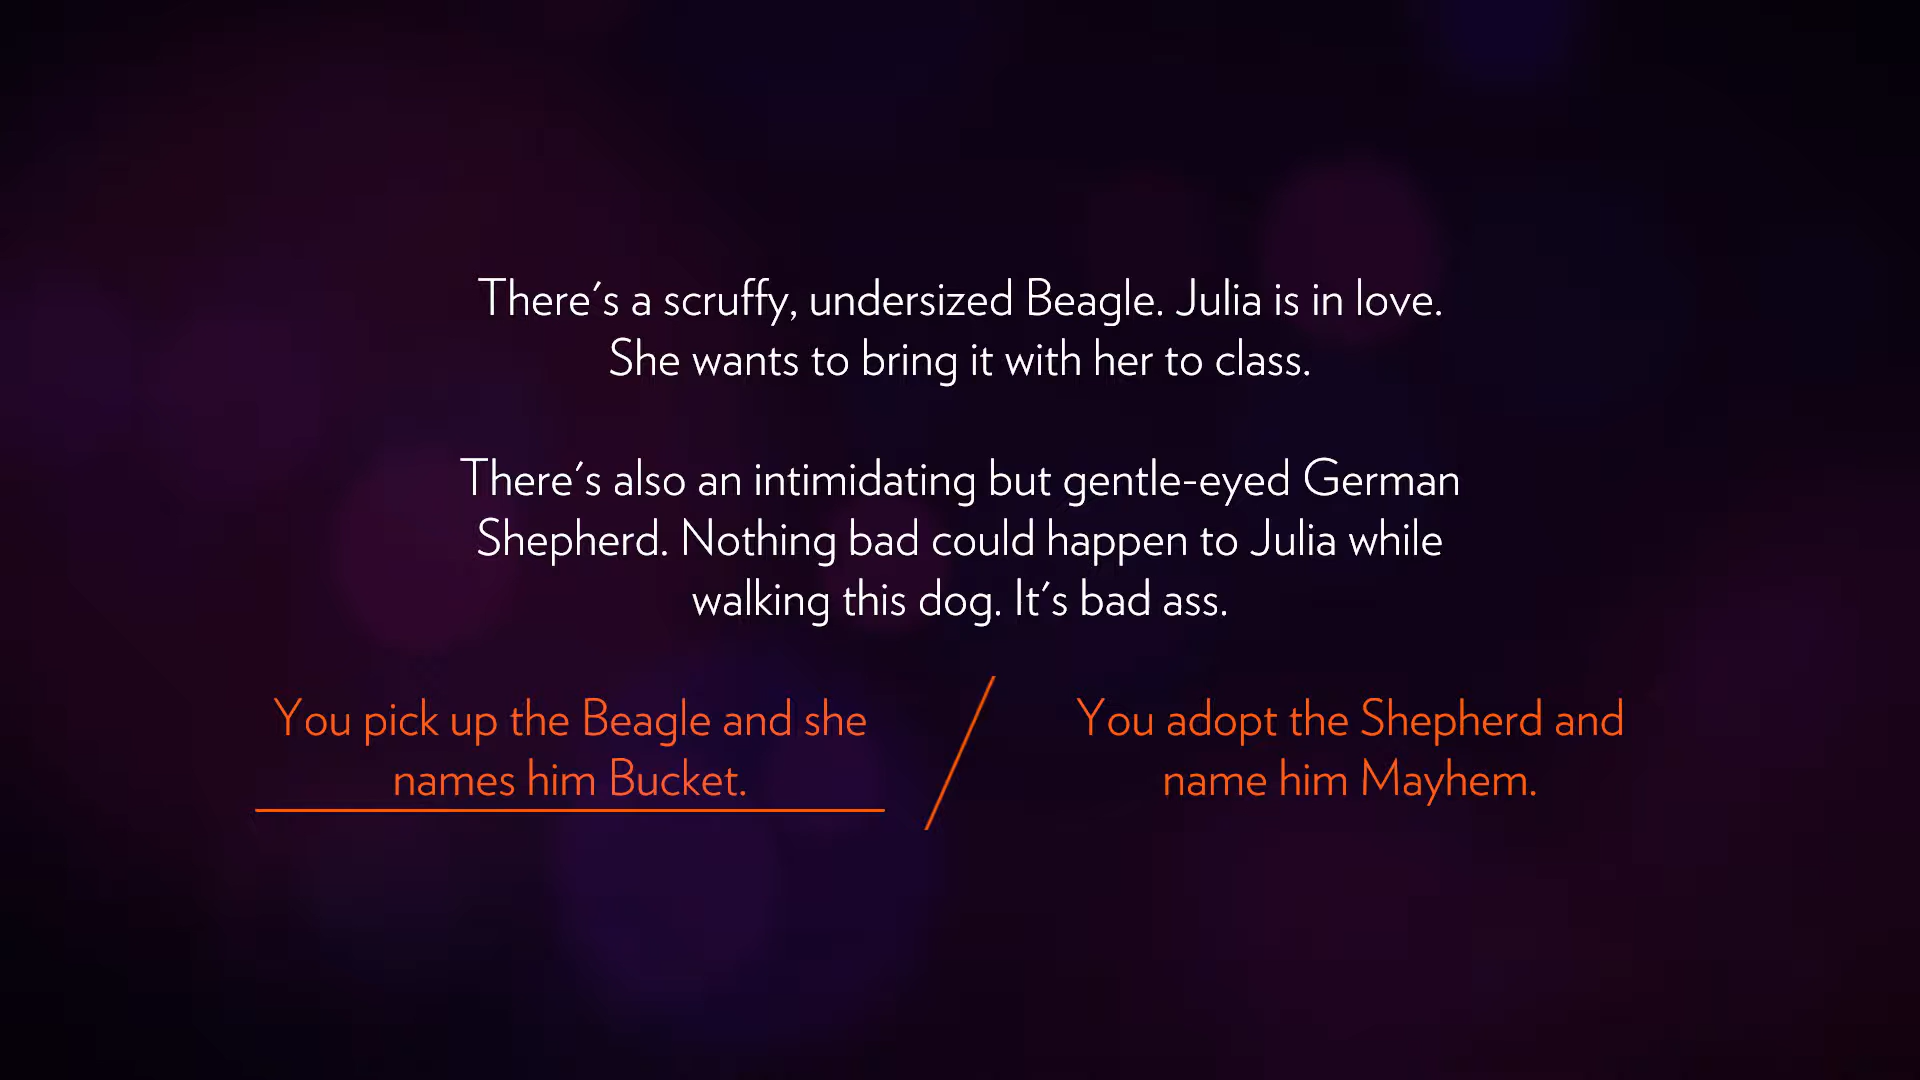 There's a scruffy, undersized Beagle. Julia is in love.
She wants to bring it with her to class.
There's also an intimidating but gentle-eyed German
Shepherd. Nothing bad could happen to Julia while
walking this dog. It's bad ass.
You pick up the Beagle and she
names him Bucket.
You adopt the Shepherd and
name him Mayhem.